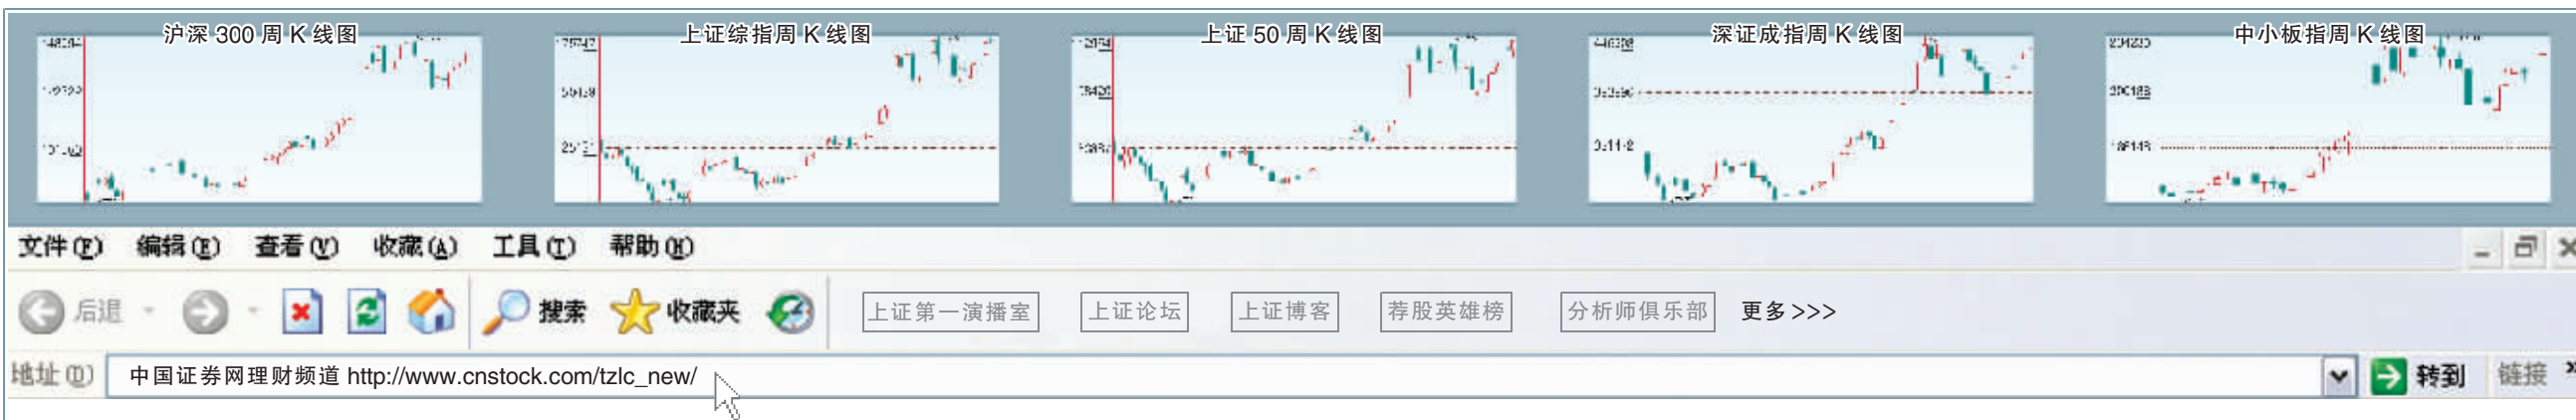 沪深 300 周 K 线图
上证综指周 K 线图
上证 50 周 K 线图
深证成指周 K 线图
中小板指周 K 线图
文件(F) 编辑(E) 查看(V) 收藏(A) 工具(T) 帮助(H)
后退 搜索 收藏夹 上证第一演播室 上证论坛 上证博客 荐股英雄榜 分析师俱乐部 更多>>>
地址(D) 中国证券网理财频道 http://www.cnstock.com/tzlc_new/ 转到 链接 »